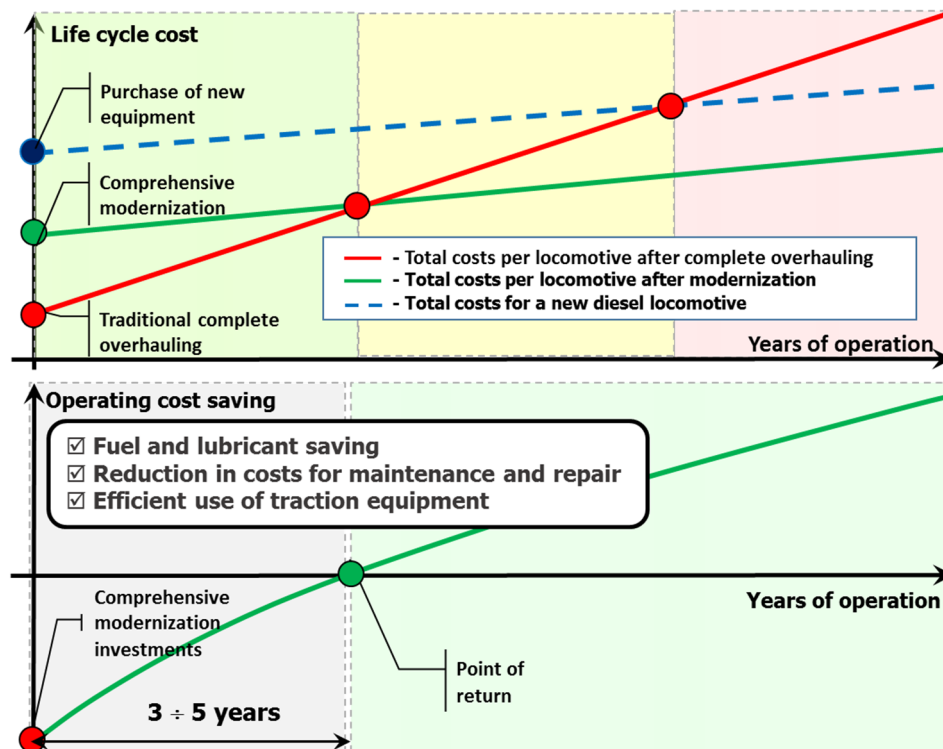 Life cycle cost
Purchase of new
equipment
Comprehensive
modernization
Traditional complete
overhauling
- Total costs per locomotive after complete overhauling
- Total costs per locomotive after modernization
- Total costs for a new diesel locomotive
Years of operation
Operating cost saving
☑ Fuel and lubricant saving
☑ Reduction in costs for maintenance and repair
☑ Efficient use of traction equipment
Years of operation
Comprehensive
modernization
investments
Point of
return
3 ÷ 5 years